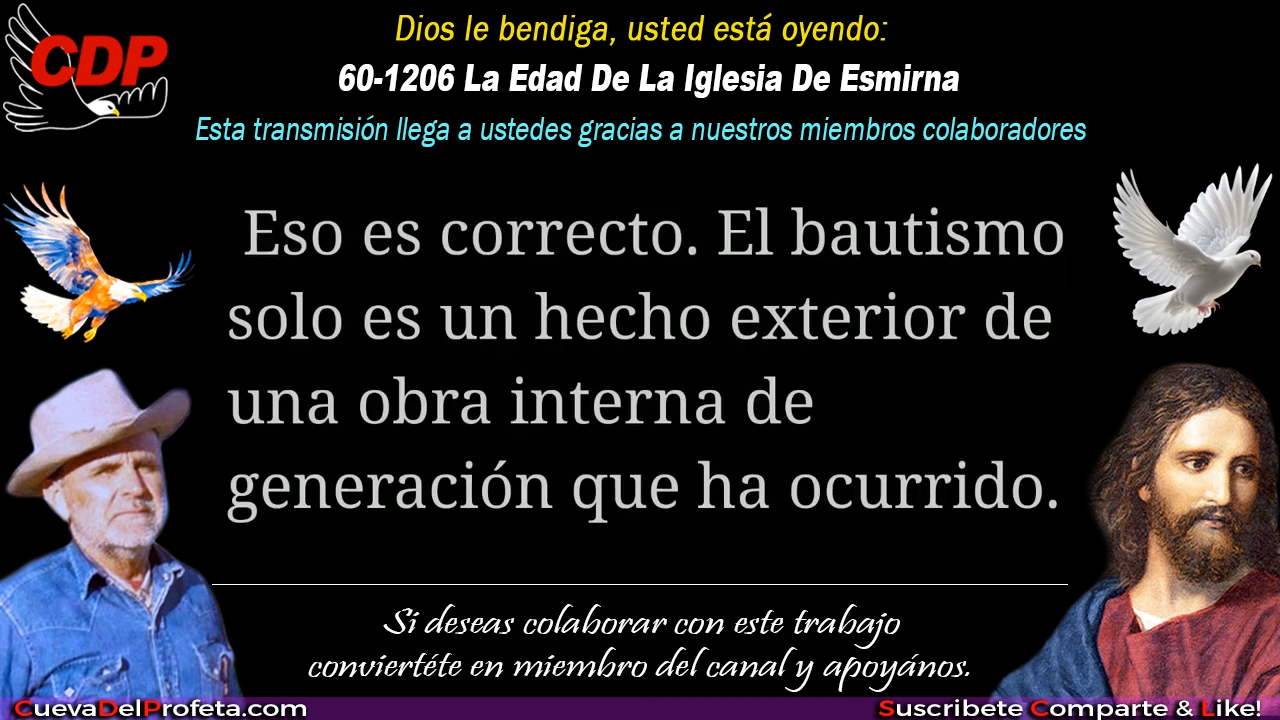 CDP
Dios le bendiga, usted está oyendo:
60-1206 La Edad De La Iglesia De Esmirna
Esta transmisión llega a ustedes gracias a nuestros miembros colaboradores
Eso es correcto. El bautismo
solo es un hecho exterior de
una obra interna de
generación que ha ocurrido.
Si deseas colaborar con este trabajo
conviertéte en miembro del canal y apoyános.
CuevaDelProfeta.com
Suscribete Comparte & Like!